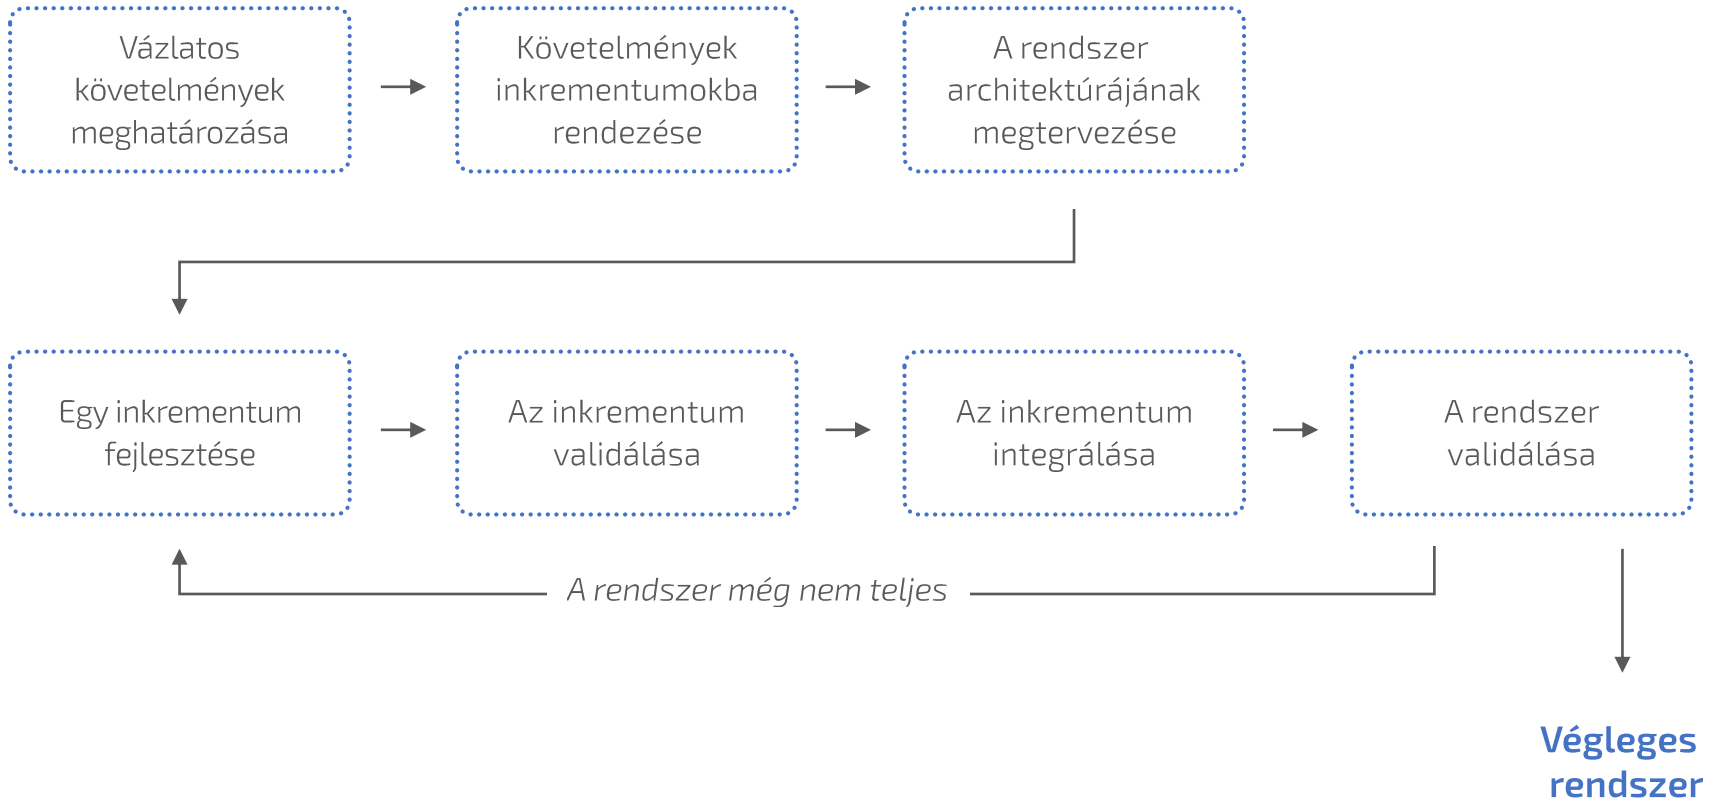 Vázlatos
követelmények
meghatározása
Követelmények
inkrementumokba
rendezése
A rendszer
architektúrájának
megtervezése
Egy inkrementum
fejlesztése
Az inkrementum
validálása
Az inkrementum
integrálása
A rendszer
validálása
A rendszer még nem teljes
Végleges
rendszer